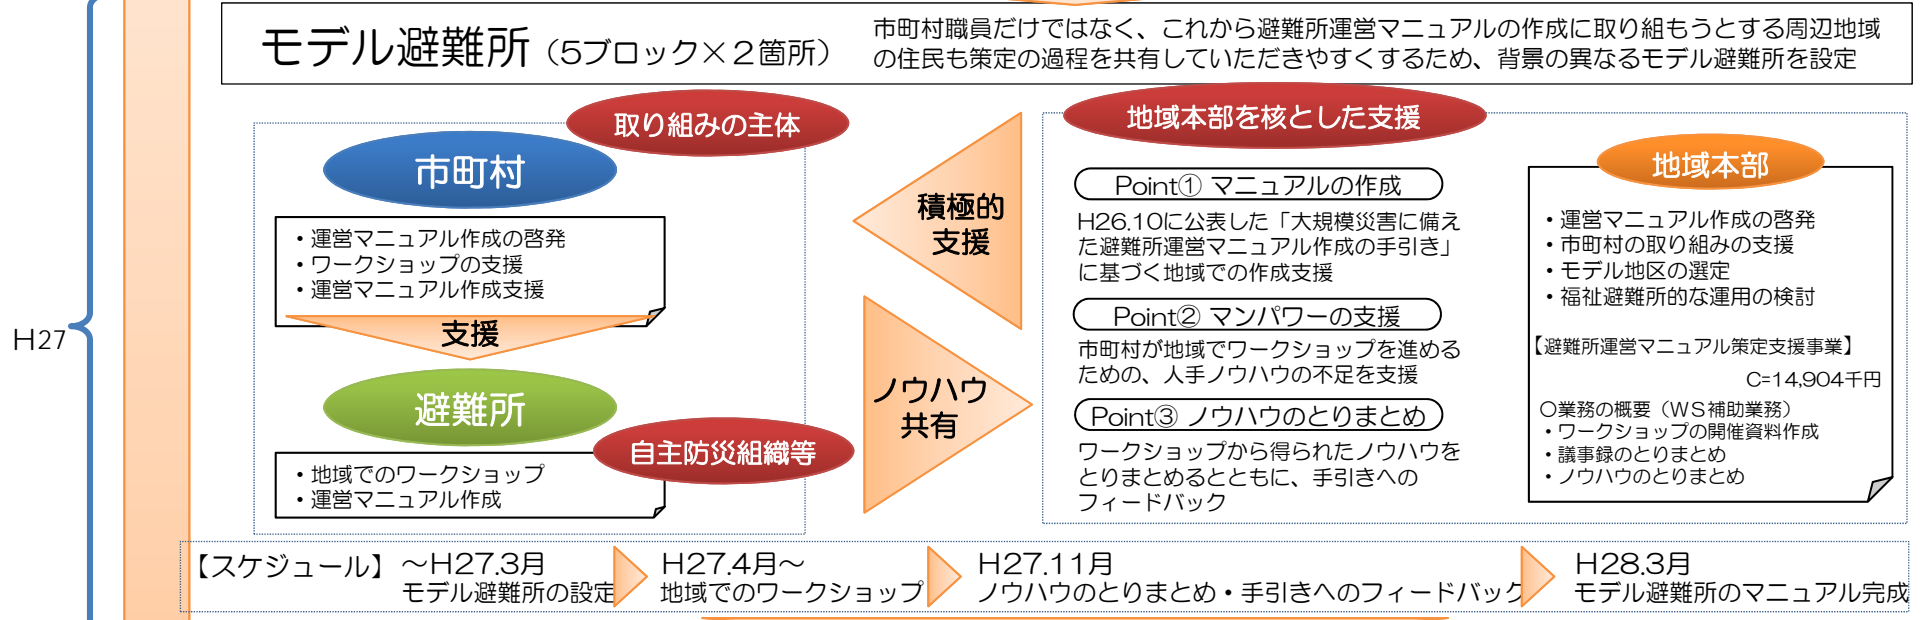 モデル避難所（5ブロック×２箇所）
市町村職員だけではなく、これから避難所運営マニュアルの作成に取り組もうとする周辺地域
の住民も策定の過程を共有していただきやすくするため、背景の異なるモデル避難所を設定
H27
取り組みの主体
市町村
・運営マニュアル作成の啓発
・ワークショップの支援
・運営マニュアル作成支援
支援
避難所
自主防災組織等
・地域でのワークショップ
・運営マニュアル作成
積極的
支援
ノウハウ
共有
地域本部を核とした支援
Point① マニュアルの作成
H26.10に公表した「大規模災害に備え
た避難所運営マニュアル作成の手引き」
に基づく地域での作成支援
Point② マンパワーの支援
市町村が地域でワークショップを進める
ための、人手ノウハウの不足を支援
Point③ ノウハウのとりまとめ
ワークショップから得られたノウハウを
とりまとめるとともに、手引きへの
フィードバック
地域本部
・運営マニュアル作成の啓発
・市町村の取り組みの支援
・モデル地区の選定
・福祉避難所的な運用の検討
【避難所運営マニュアル策定支援事業】
C=14,904千円
○業務の概要（WS補助業務）
・ワークショップの開催資料作成
・議事録のとりまとめ
・ノウハウのとりまとめ
【スケジュール】
～H27.3月
モデル避難所の設定
H27.4月～
地域でのワークショップ
H27.11月
ノウハウのとりまとめ・手引きへのフィードバック
H28.3月
モデル避難所のマニュアル完成